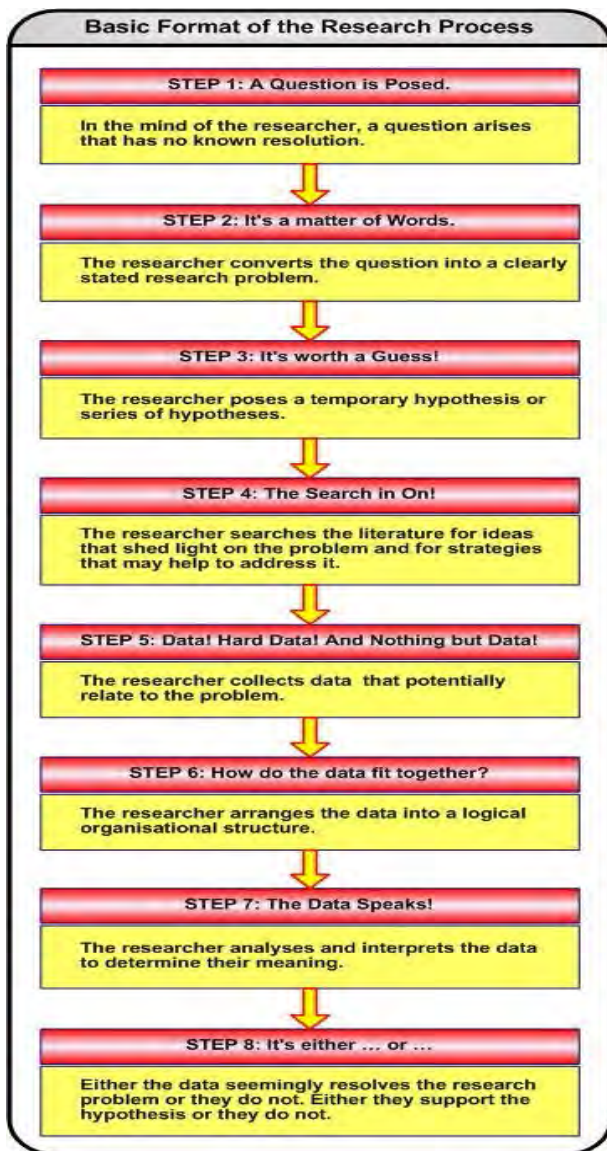 Basic Format of the Research Process
STEP 1: A Question is Posed.
In the mind of the researcher, a question arises
that has no known resolution.
STEP 2: It's a matter of Words.
The researcher converts the question into a clearly
stated research problem.
STEP 3: It's worth a Guess!
The researcher poses a temporary hypothesis or
series of hypotheses.
STEP 4: The Search in On!
The researcher searches the literature for ideas
that shed light on the problem and for strategies
that may help to address it.
STEP 5: Data! Hard Data! And Nothing but Data!
The researcher collects data that potentially
relate to the problem.
STEP 6: How do the data fit together?
The researcher arranges the data into a logical
organisational structure.
STEP 7: The Data Speaks!
The researcher analyses and interprets the data
to determine their meaning.
STEP 8: It's either ... or ...
Either the data seemingly resolves the research
problem or they do not. Either they support the
hypothesis or they do not.